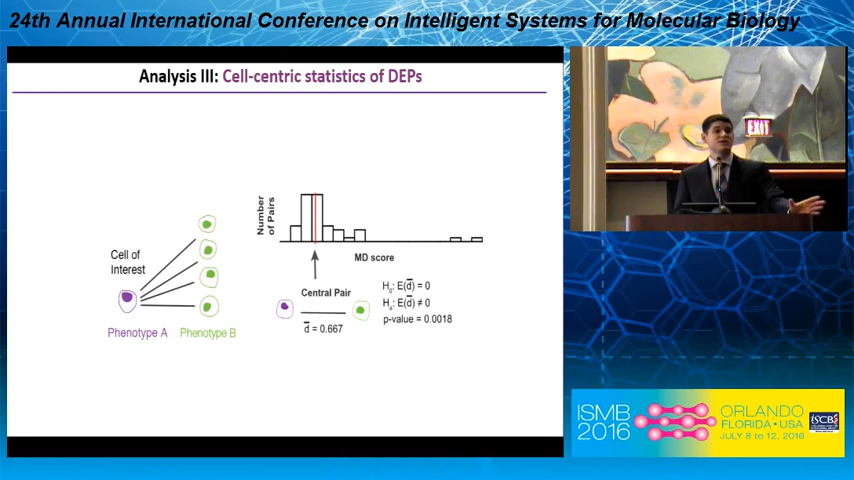 24th Annual International Conference on Intelligent Systems for Molecular Biology
Analysis III: Cell-centric statistics of DEPs
EXIT
Cell of
Interest
Phenotype A
Phenotype B
Number
of Pairs
MD score
Central Pair
d̅ = 0.667
H₀: E(d̅) = 0
Hₐ: E(d̅) ≠ 0
p-value = 0.0018
ISMB
2016
ORLANDO
FLORIDA • USA
JULY 8 to 12, 2016
ISCB